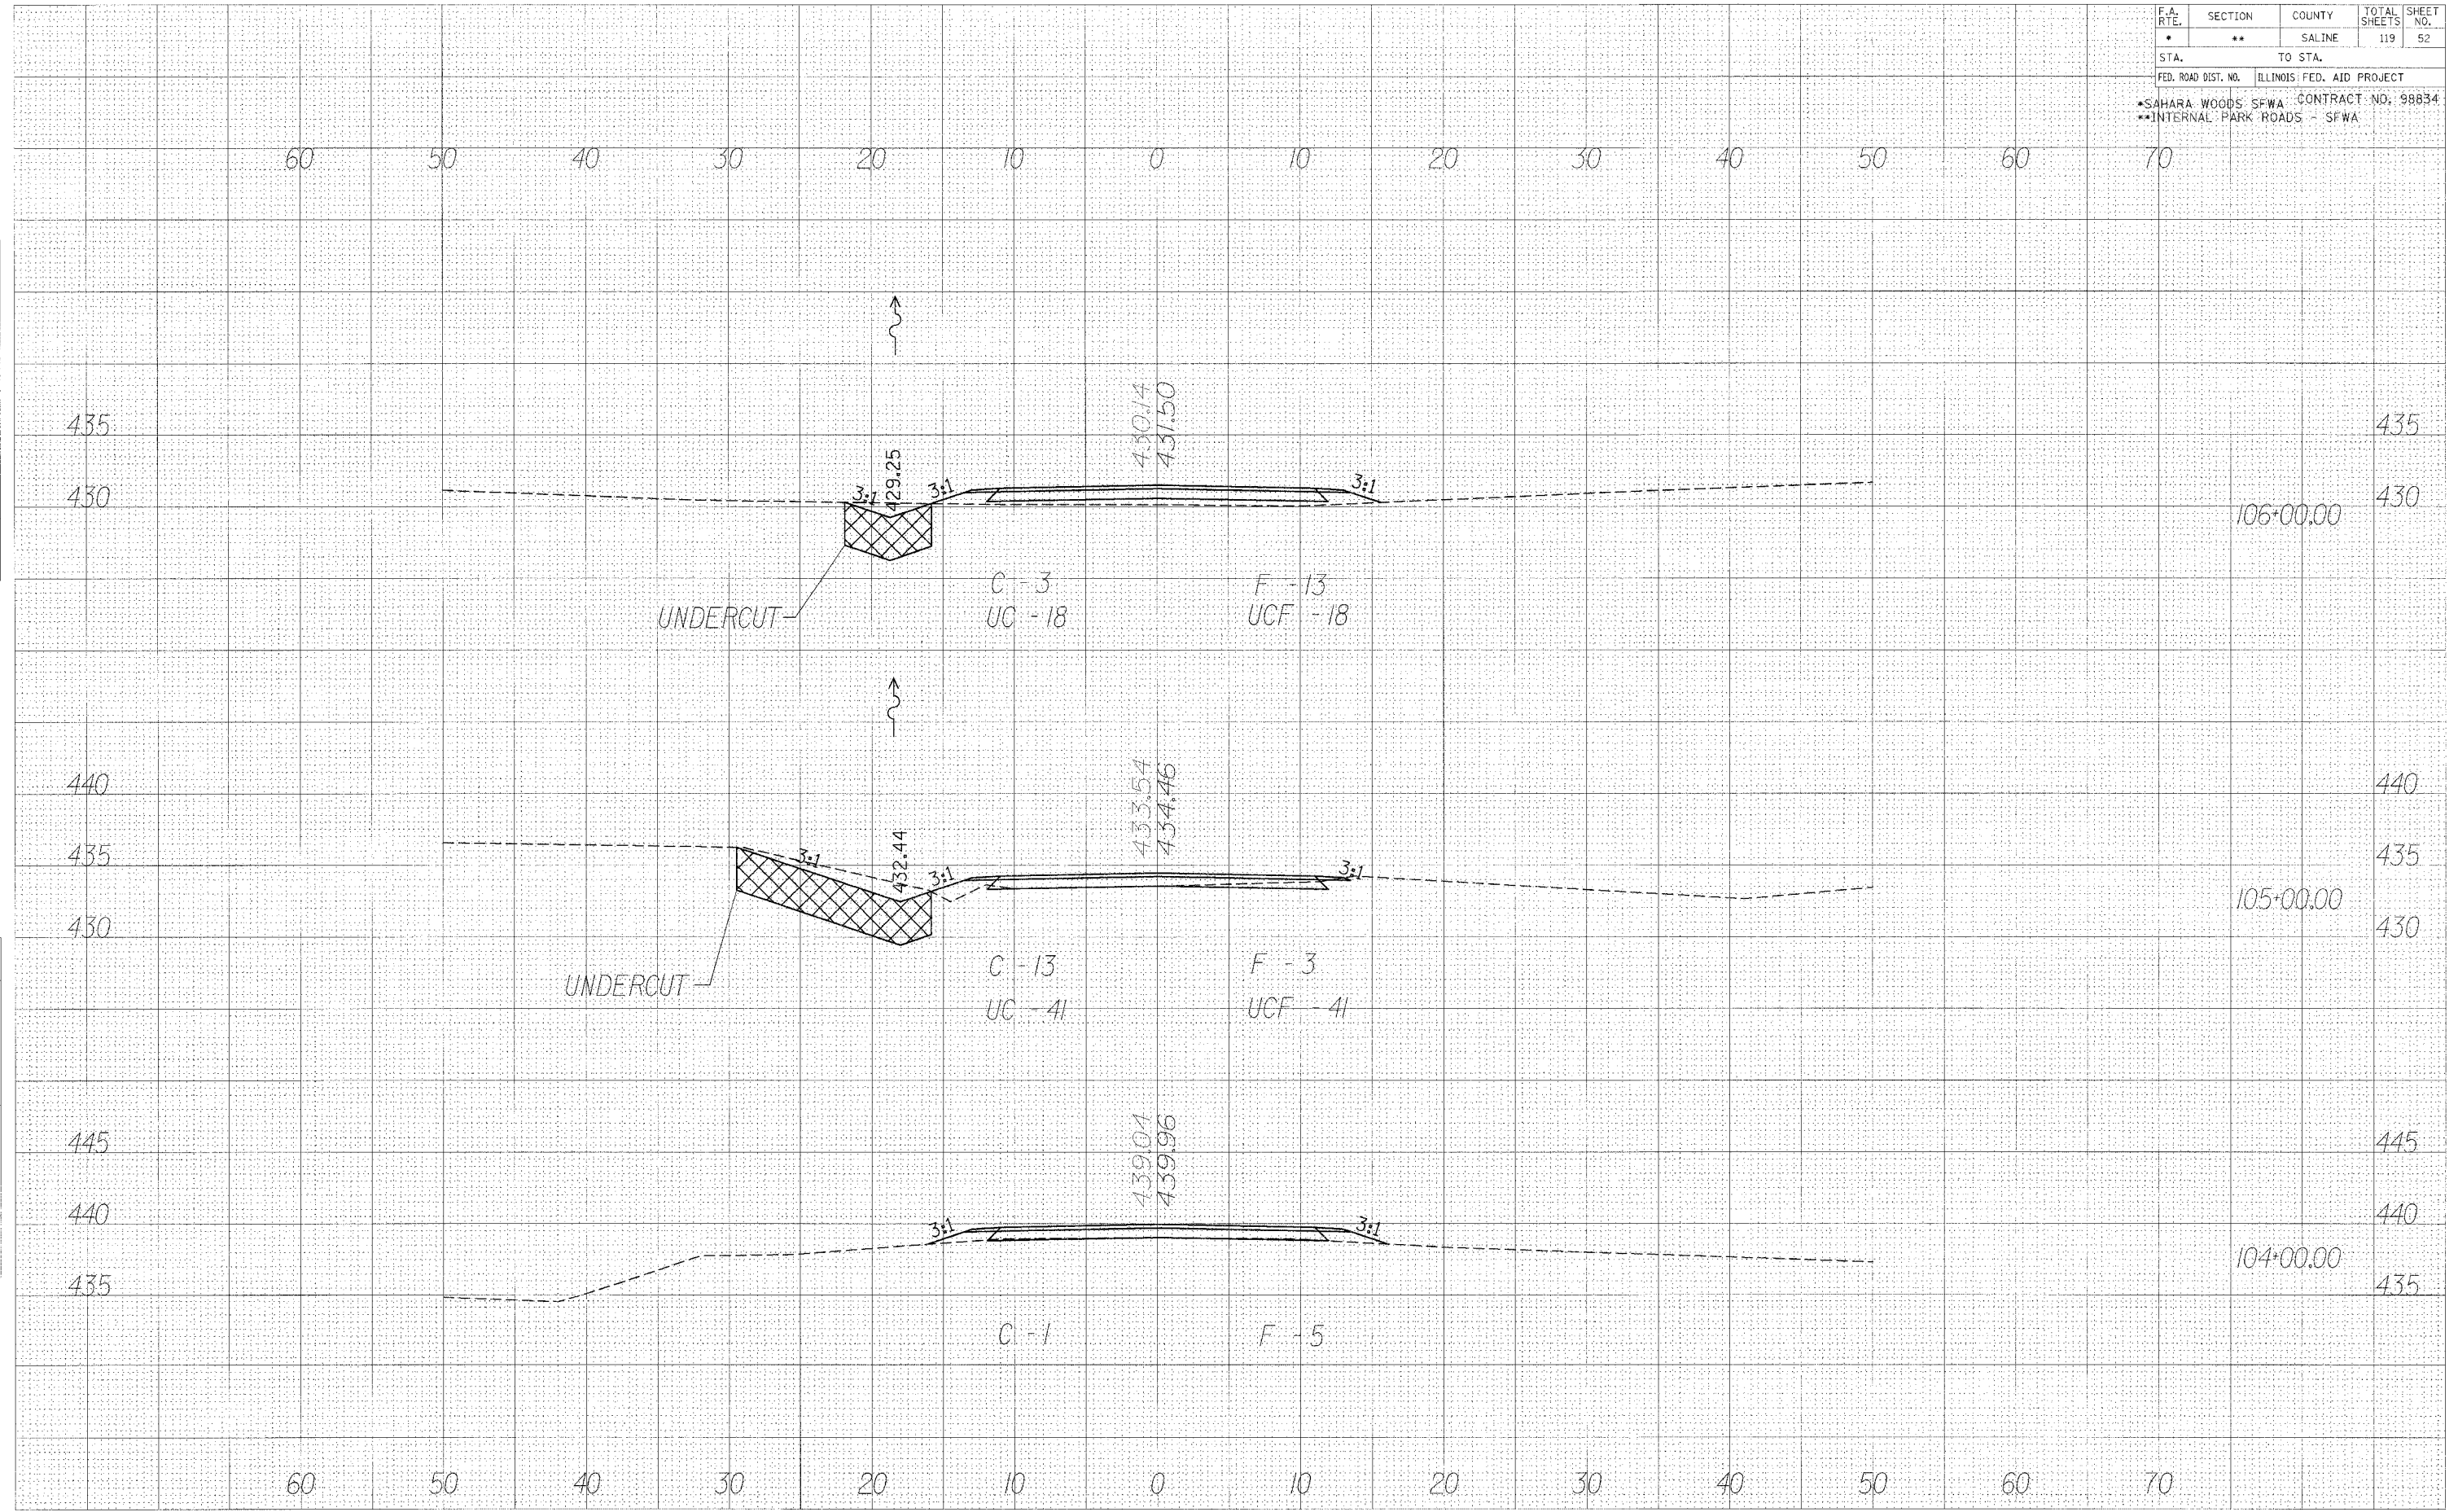 F.A. RTE. SECTION COUNTY TOTAL SHEETS SHEET NO.
* ** SALINE 119 52
STA. TO STA.
FED. ROAD DIST. NO. ILLINOIS FED. AID PROJECT
*SAHARA WOODS SFWA CONTRACT NO. 98834
**INTERNAL PARK ROADS - SFWA
60 50 40 30 20 10 0 10 20 30 40 50 60 70
430.14
431.50
435 435
429.25
3:1 3:1 3:1
430 430
106+00.00
C - 3 F - 13
UNDERCUT UC - 18 UCF - 18
433.54
434.46
440 440
432.44
435 3:1 3:1 3:1 435
105+00.00
430 430
C - 13 F - 3
UNDERCUT
UC - 41 UCF - 41
439.04
439.96
445 445
440 3:1 3:1 440
104+00.00
435 435
C - 1 F - 5
60 50 40 30 20 10 0 10 20 30 40 50 60 70